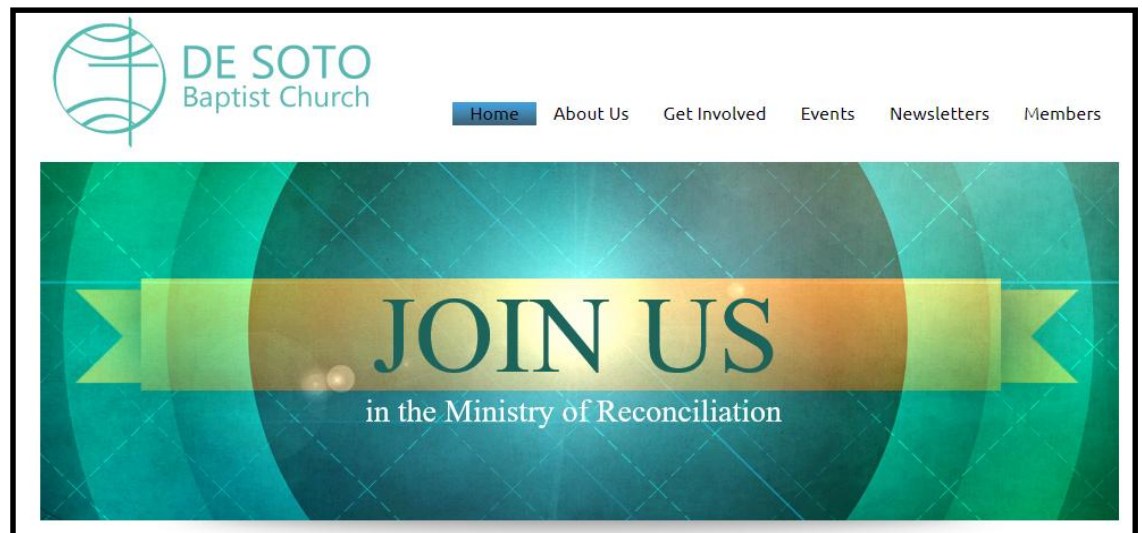 DE SOTO
Baptist Church
Home About Us Get Involved Events Newsletters Members
JOIN US
in the Ministry of Reconciliation